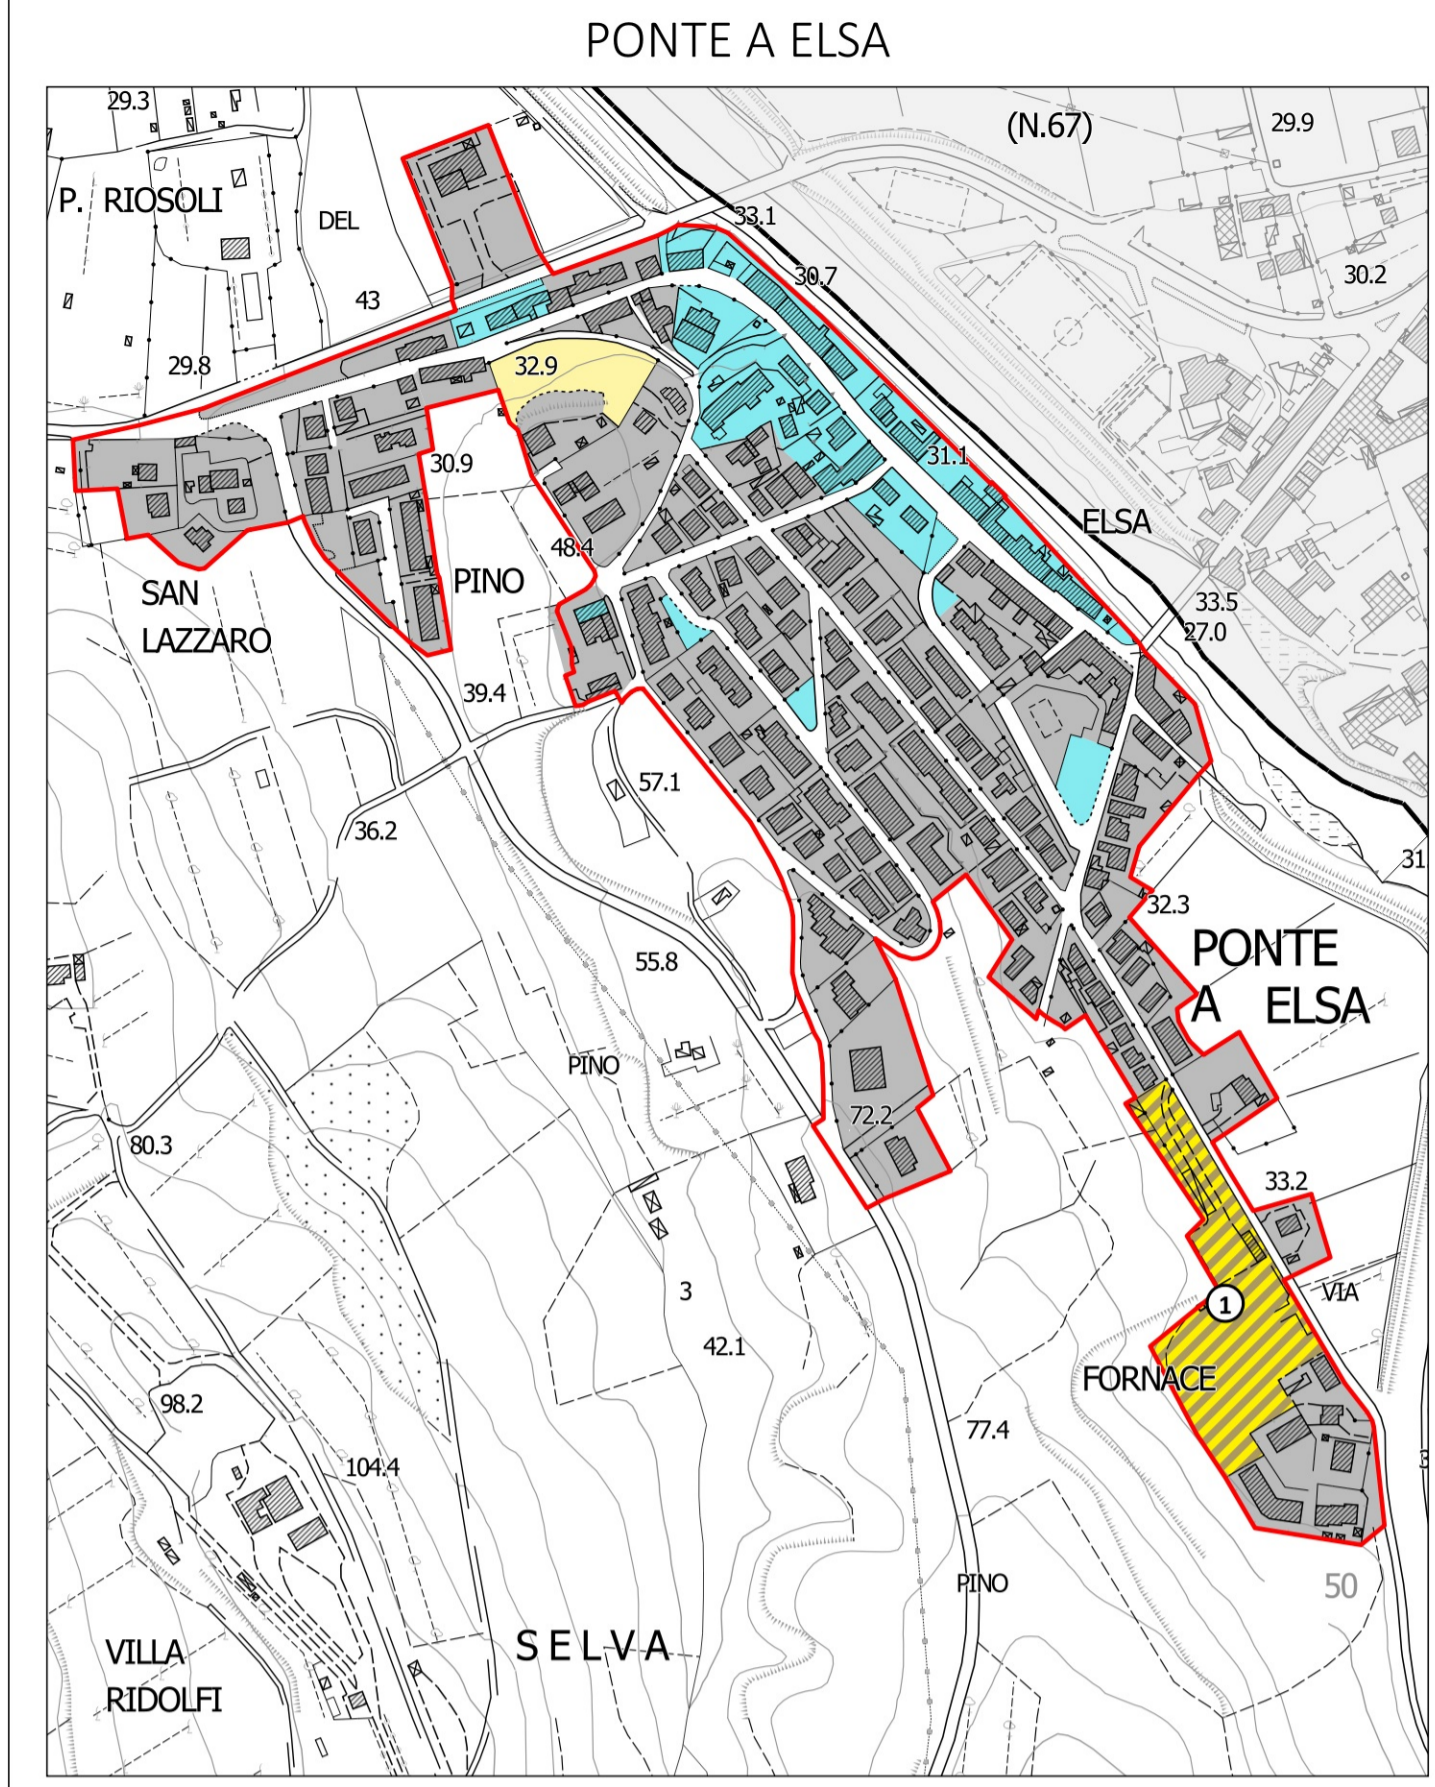 PONTE A ELSA
29.3
(N.67)
29.9
P. RIOSOLI
DEL
33.1
30.7
30.2
43
29.8
32.9
30.9
31.1
ELSA
48.4
SAN
LAZZARO
PINO
33.5
27.0
39.4
57.1
36.2
31
32.3
PONTE
A ELSA
55.8
PINO
72.2
80.3
33.2
3
VIA
1
42.1
FORNACE
98.2
77.4
104.4
3
PINO
50
SELVA
VILLA
RIDOLFI